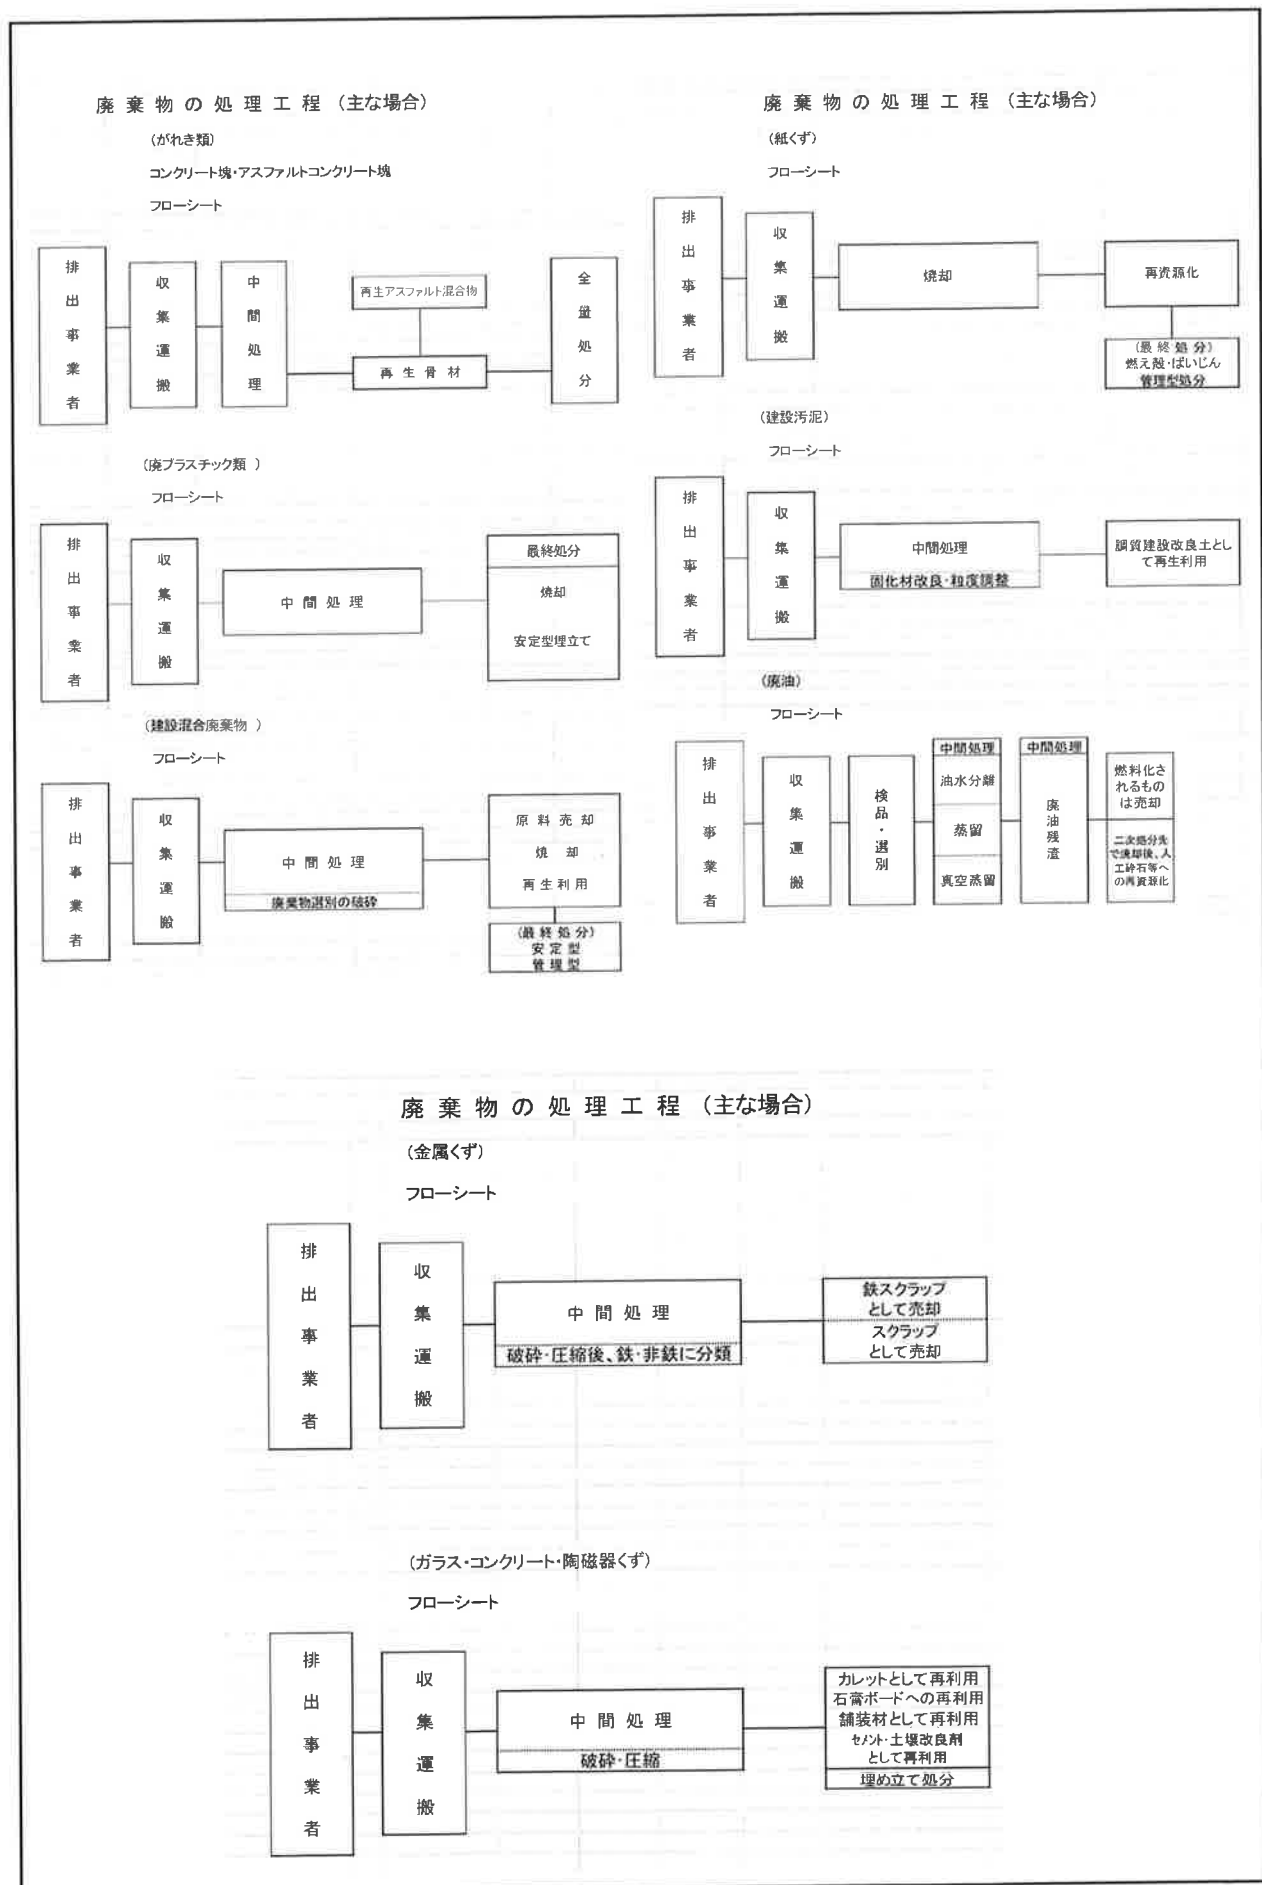 廃棄物の処理工程(主な場合)
(がれき類)
コンクリート塊・アスファルトコンクリート塊
フローシート
排出事業者
収集運搬
中間処理
再生アスファルト混合物
再生骨材
全量処分
(廃プラスチック類 )
フローシート
排出事業者
収集運搬
中間処理
最終処分
焼却
安定型埋立て
(建設混合廃棄物 )
フローシート
排出事業者
収集運搬
中間処理
廃棄物選別の破砕
原料売却
焼却
再生利用
(最終処分)
安定型
管理型
廃棄物の処理工程(主な場合)
(紙くず)
フローシート
排出事業者
収集運搬
焼却
再資源化
(最終処分)
燃え殻・ばいじん
管理型処分
(建設汚泥)
フローシート
排出事業者
収集運搬
中間処理
固化材改良・粒度調整
調質建設改良土とし
て再生利用
(廃油)
フローシート
排出事業者
収集運搬
検品・選別
中間処理
油水分離
蒸留
真空蒸留
中間処理
廃油残渣
燃料化さ
れるもの
は売却
二次処分先
で焼却後、人
工砕石等へ
の再資源化
廃棄物の処理工程(主な場合)
(金属くず)
フローシート
排出事業者
収集運搬
中間処理
破砕・圧縮後、鉄・非鉄に分類
鉄スクラップ
として売却
スクラップ
として売却
(ガラス・コンクリート・陶磁器くず)
フローシート
排出事業者
収集運搬
中間処理
破砕・圧縮
カレットとして再利用
石膏ボードへの再利用
舗装材として再利用
セメント・土壌改良剤
として再利用
埋め立て処分